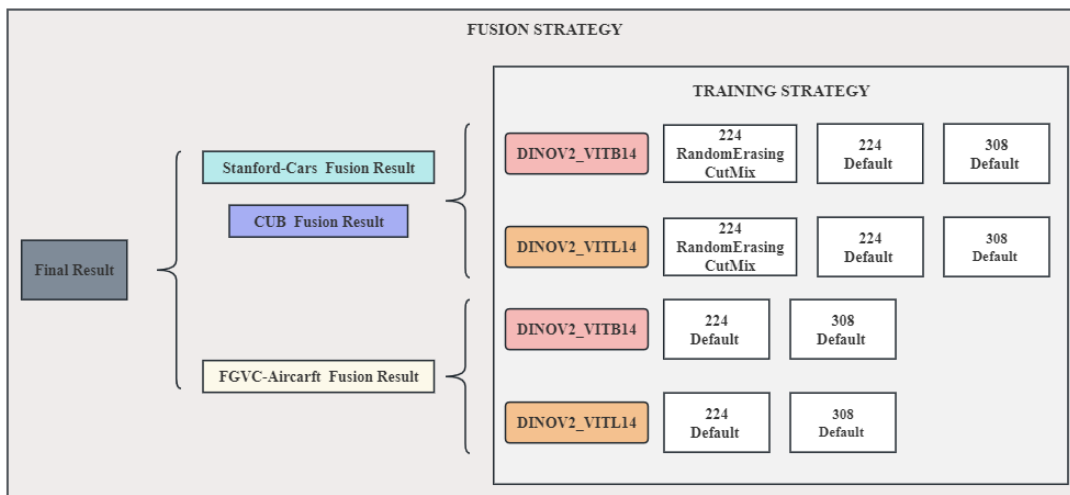 FUSION STRATEGY
TRAINING STRATEGY
Final Result
Stanford-Cars Fusion Result
CUB Fusion Result
FGVC-Aircarft Fusion Result
DINOV2_VITB14
224
RandomErasing
CutMix
224
Default
308
Default
DINOV2_VITL14
224
RandomErasing
CutMix
224
Default
308
Default
DINOV2_VITB14
224
Default
308
Default
DINOV2_VITL14
224
Default
308
Default